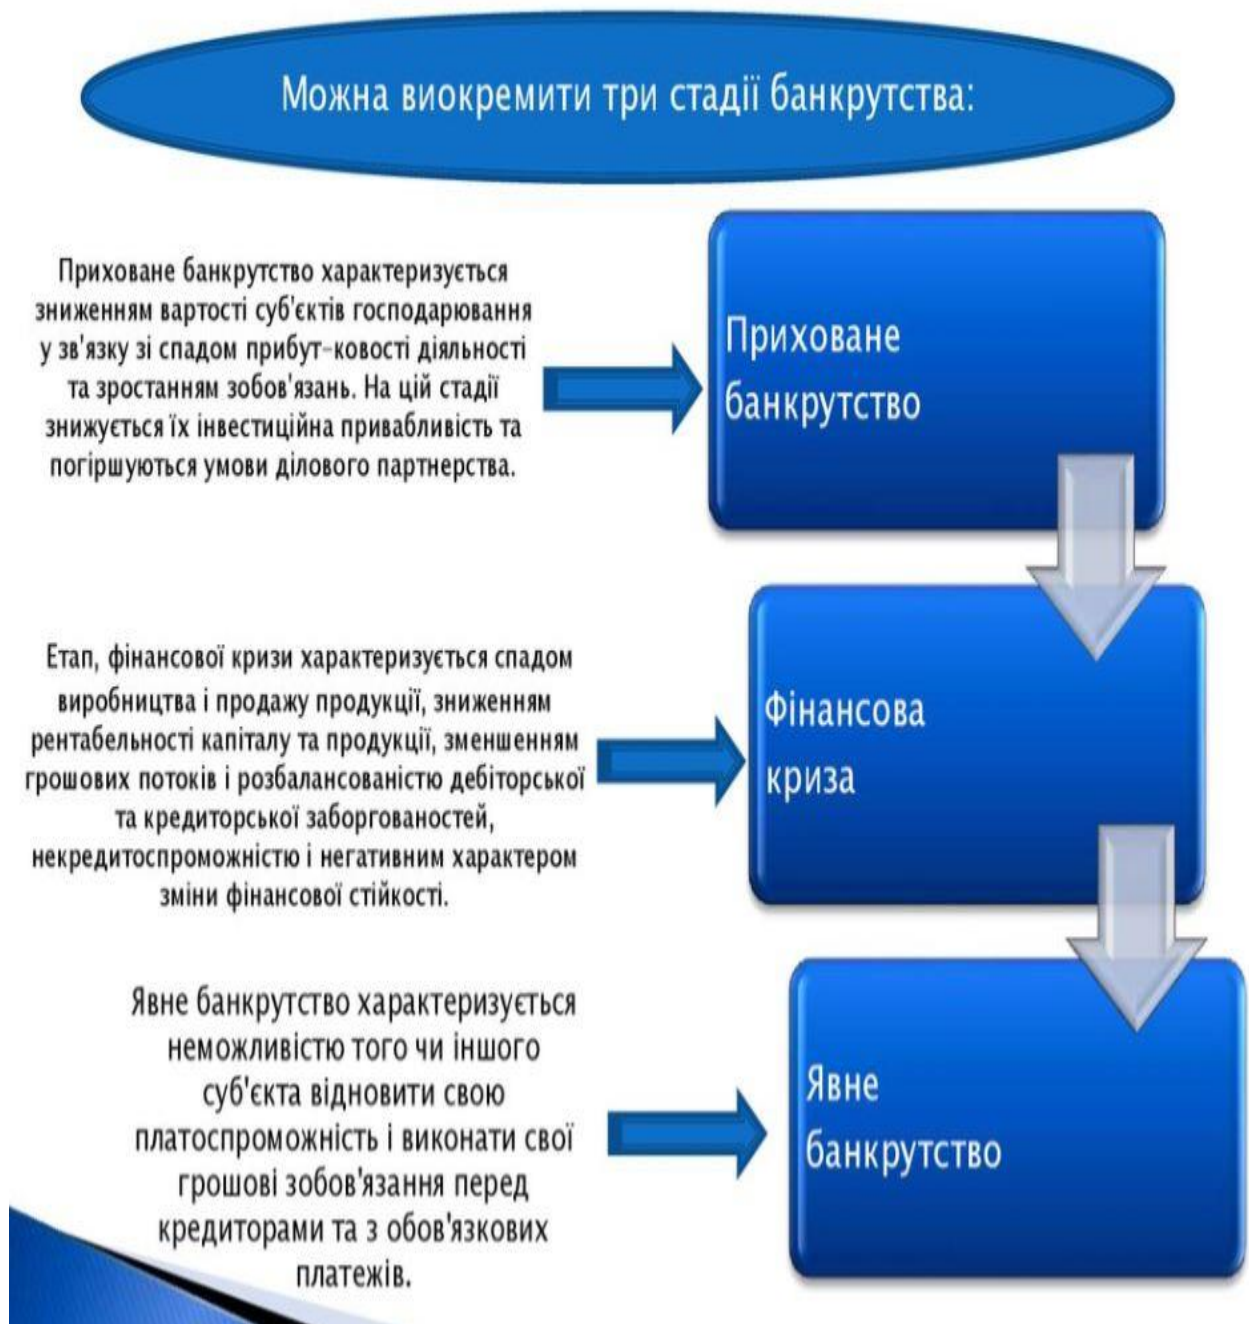 Можна виокремити три стадії банкрутства:
Приховане банкрутство характеризується
зниженням вартості суб'єктів господарювання
у зв'язку зі спадом прибут-ковості діяльності
та зростанням зобов'язань. На цій стадії
знижується їх інвестиційна привабливість та
погіршуються умови ділового партнерства.
Приховане
банкрутство
Етап, фінансової кризи характеризується спадом
виробництва і продажу продукції, зниженням
рентабельності капіталу та продукції, зменшенням
грошових потоків і розбалансованістю дебіторської
та кредиторської заборгованостей,
некредитоспроможністю і негативним характером
зміни фінансової стійкості.
Фінансова
криза
Явне банкрутство характеризується
неможливістю того чи іншого
суб'єкта відновити свою
платоспроможність і виконати свої
грошові зобов'язання перед
кредиторами та з обов'язкових
платежів.
Явне
банкрутство